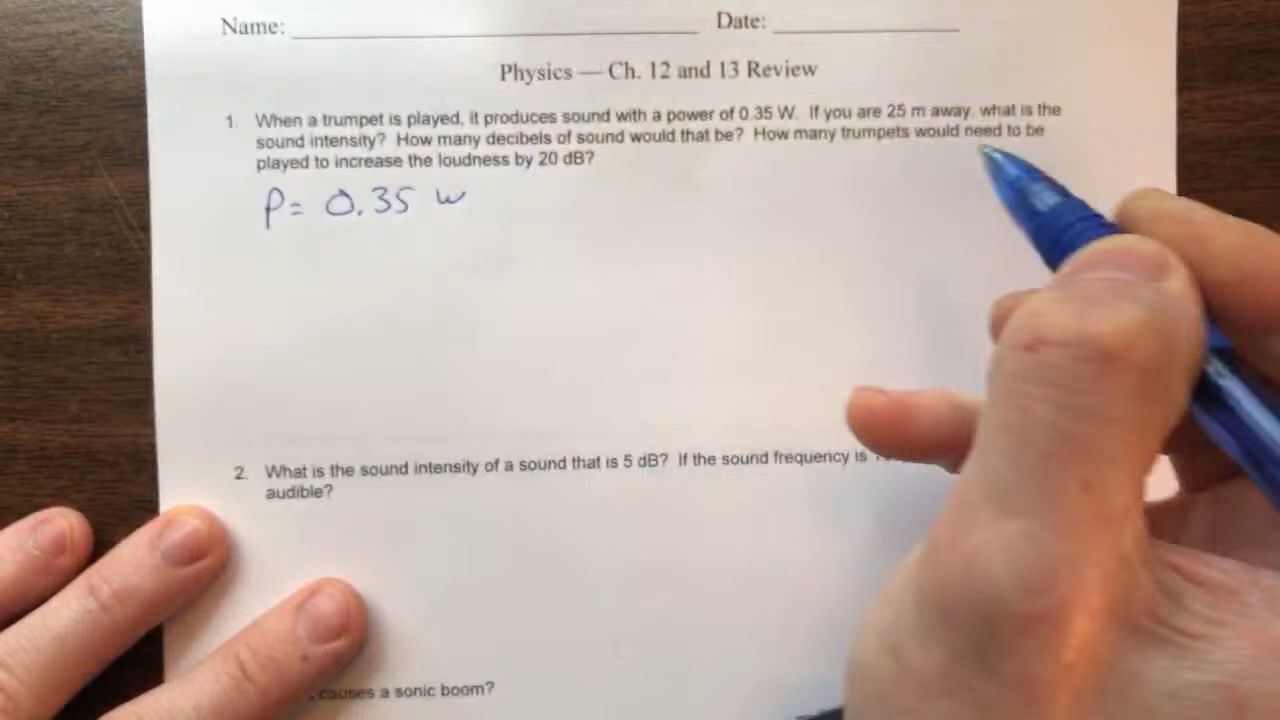 Name: Date:
Physics — Ch. 12 and 13 Review
1. When a trumpet is played, it produces sound with a power of 0.35 W. If you are 25 m away, what is the
sound intensity? How many decibels of sound would that be? How many trumpets would need to be
played to increase the loudness by 20 dB?
P = 0.35 W
2. What is the sound intensity of a sound that is 5 dB? If the sound frequency is
audible?
causes a sonic boom?